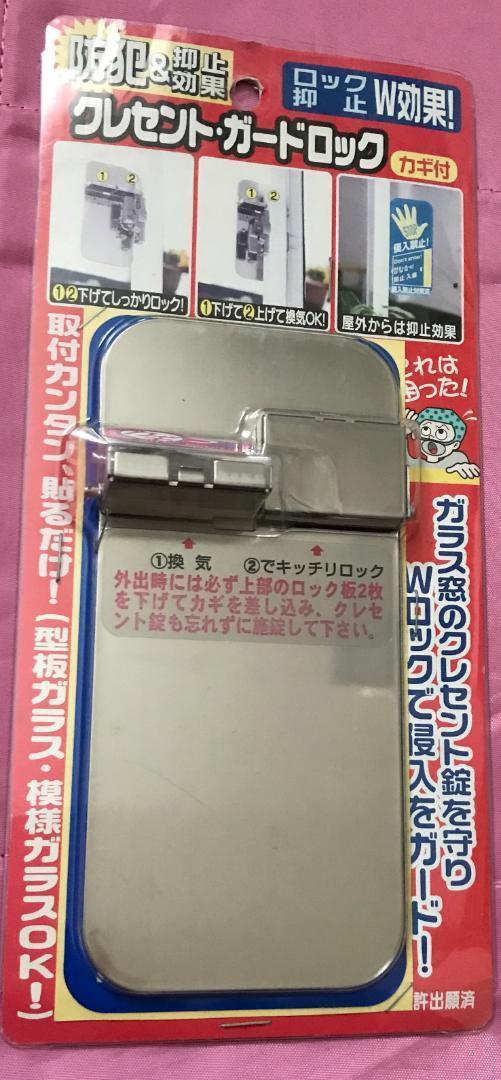 防犯&抑止効果
ロック抑止W効果!
クレセント・ガードロック
カギ付
① ②
① ②
STOP
侵入禁止!
Don't enter!
①②下げてしっかりロック!
①下げて②上げて換気OK!
屋外からは抑止効果
これは
困った!
取付カンタン、貼るだけ!(型板ガラス・模様ガラスOK!)
①換気 ②でキッチリロック
外出時には必ず上部のロック板2枚
を下げてカギを差し込み、クレセ
ント錠も忘れずに施錠して下さい。
ガラス窓のクレセント錠を守り
Wロックで侵入をガード!
許出願済